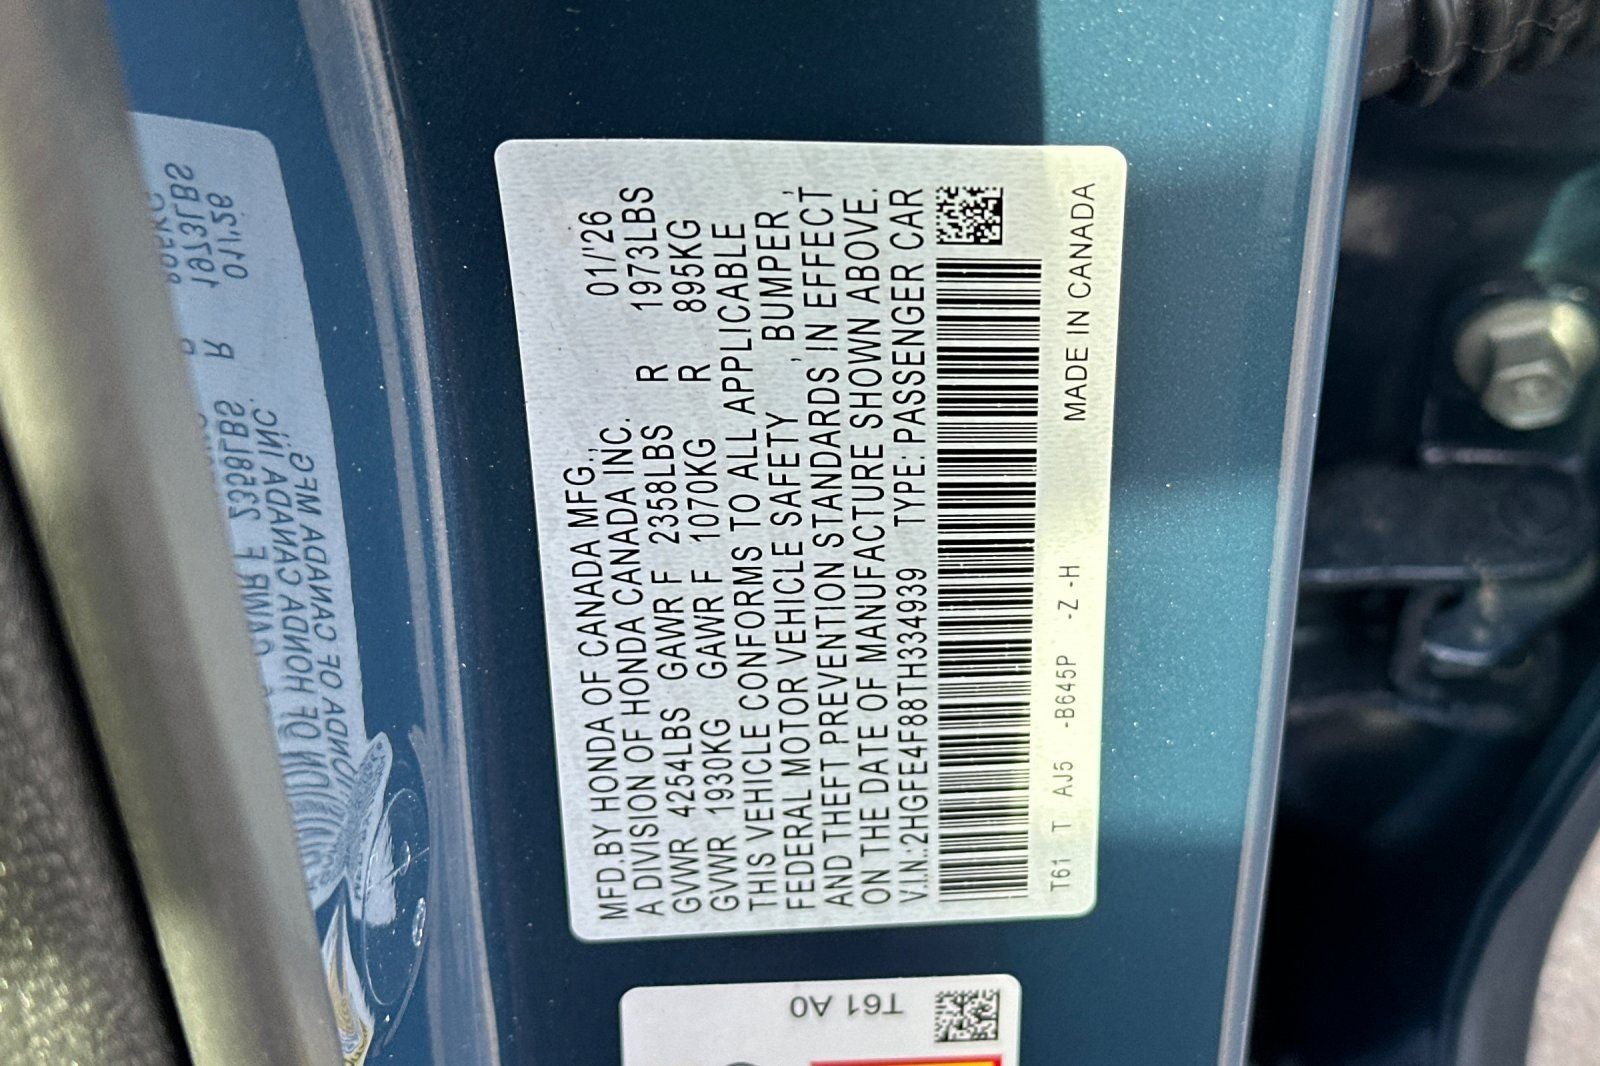 MFD.BY HONDA OF CANADA MFG., 01/'26
A DIVISION OF HONDA CANADA INC.
GVWR 4254LBS GAWR F 2358LBS R 1973LBS
GVWR 1930KG GAWR F 1070KG R 895KG
THIS VEHICLE CONFORMS TO ALL APPLICABLE
FEDERAL MOTOR VEHICLE SAFETY , BUMPER ,
AND THEFT PREVENTION STANDARDS IN EFFECT
ON THE DATE OF MANUFACTURE SHOWN ABOVE.
V.I.N.:2HGFE4F88TH334939 TYPE: PASSENGER CAR
MADE IN CANADA
T61 T AJ5 -B645P -Z -H
T61 A0